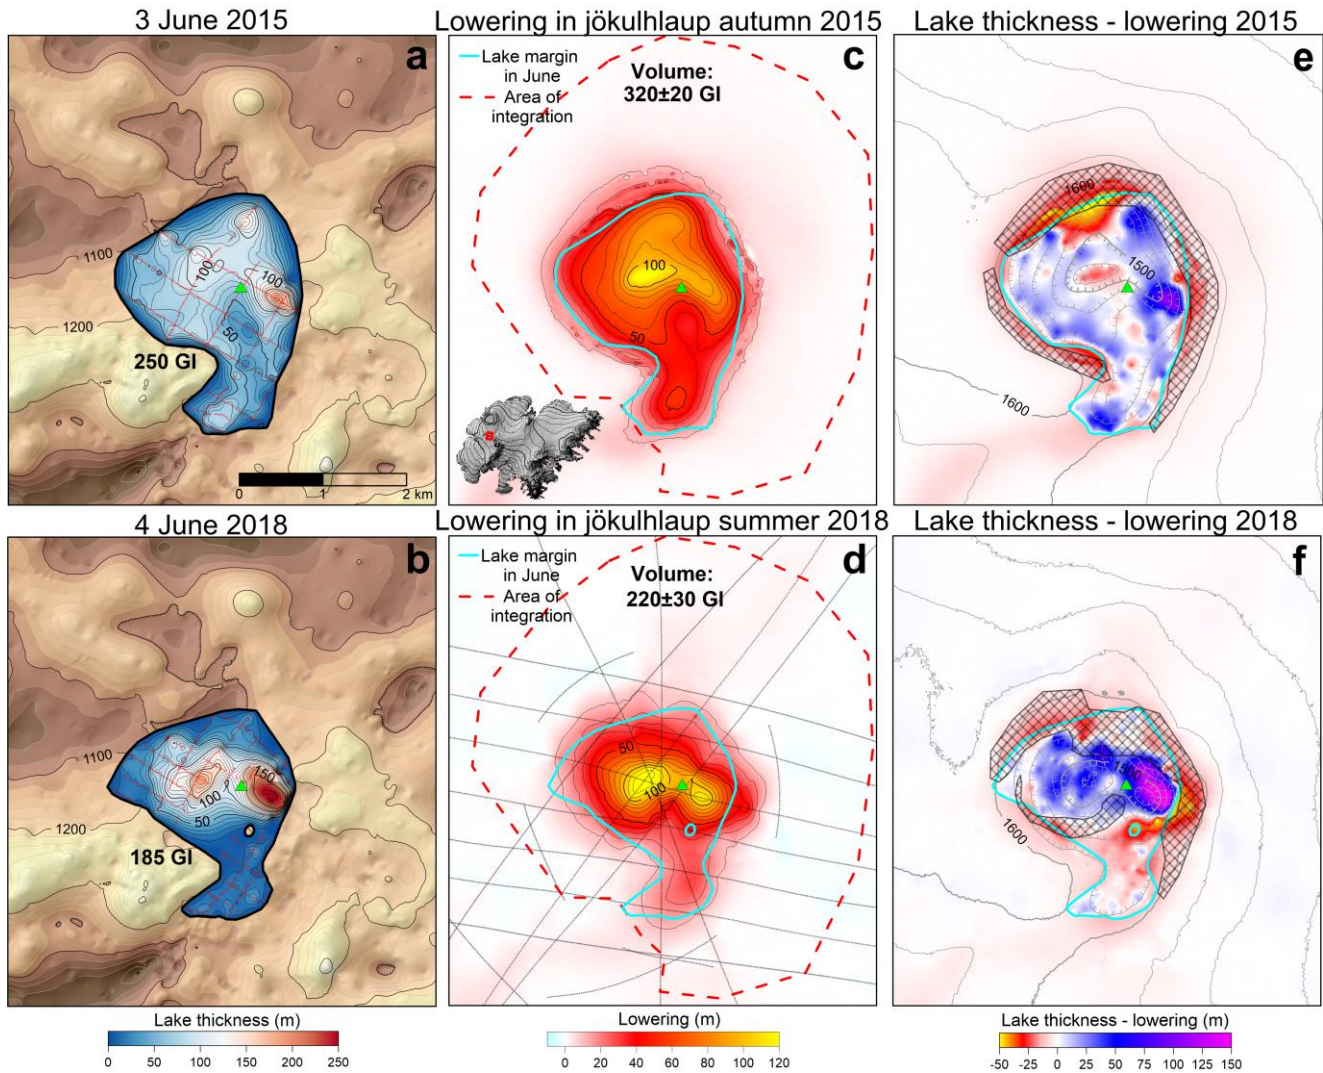 3 June 2015
Lowering in jökulhlaup autumn 2015
Lake thickness - lowering 2015
a
1100
100
100
50
1200
250 Gl
0
1
2 km
Lake margin
in June
Area of
integration
Volume:
320±20 Gl
c
100
50
e
1600
1500
1600
4 June 2018
Lowering in jökulhlaup summer 2018
Lake thickness - lowering 2018
b
1100
150
100
50
1200
185 Gl
Lake margin
in June
Area of
integration
Volume:
220±30 Gl
d
50
100
f
1500
1600
Lake thickness (m)
0 50 100 150 200 250
Lowering (m)
0 20 40 60 80 100 120
Lake thickness - lowering (m)
-50 -25 0 25 50 75 100 150